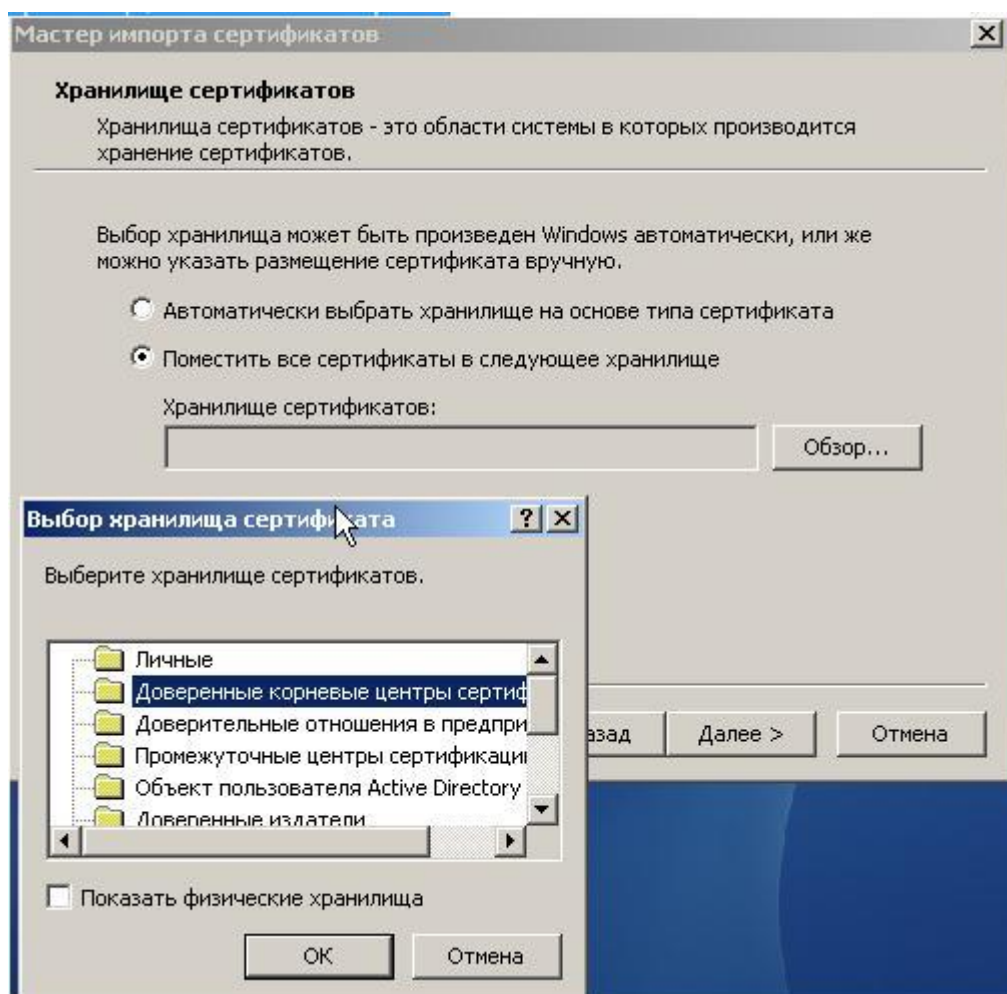 Мастер импорта сертификатов
Хранилище сертификатов
Хранилища сертификатов - это области системы в которых производится
хранение сертификатов.
Выбор хранилища может быть произведен Windows автоматически, или же
можно указать размещение сертификата вручную.
Автоматически выбрать хранилище на основе типа сертификата
Поместить все сертификаты в следующее хранилище
Хранилище сертификатов:
Обзор...
Выбор хранилища сертификата
Выберите хранилище сертификатов.
Личные
Доверенные корневые центры сертиф
Доверительные отношения в предпри
Промежуточные центры сертификаци
Объект пользователя Active Directory
Доверенные издатели
азад
Далее >
Отмена
Показать физические хранилища
ОК
Отмена